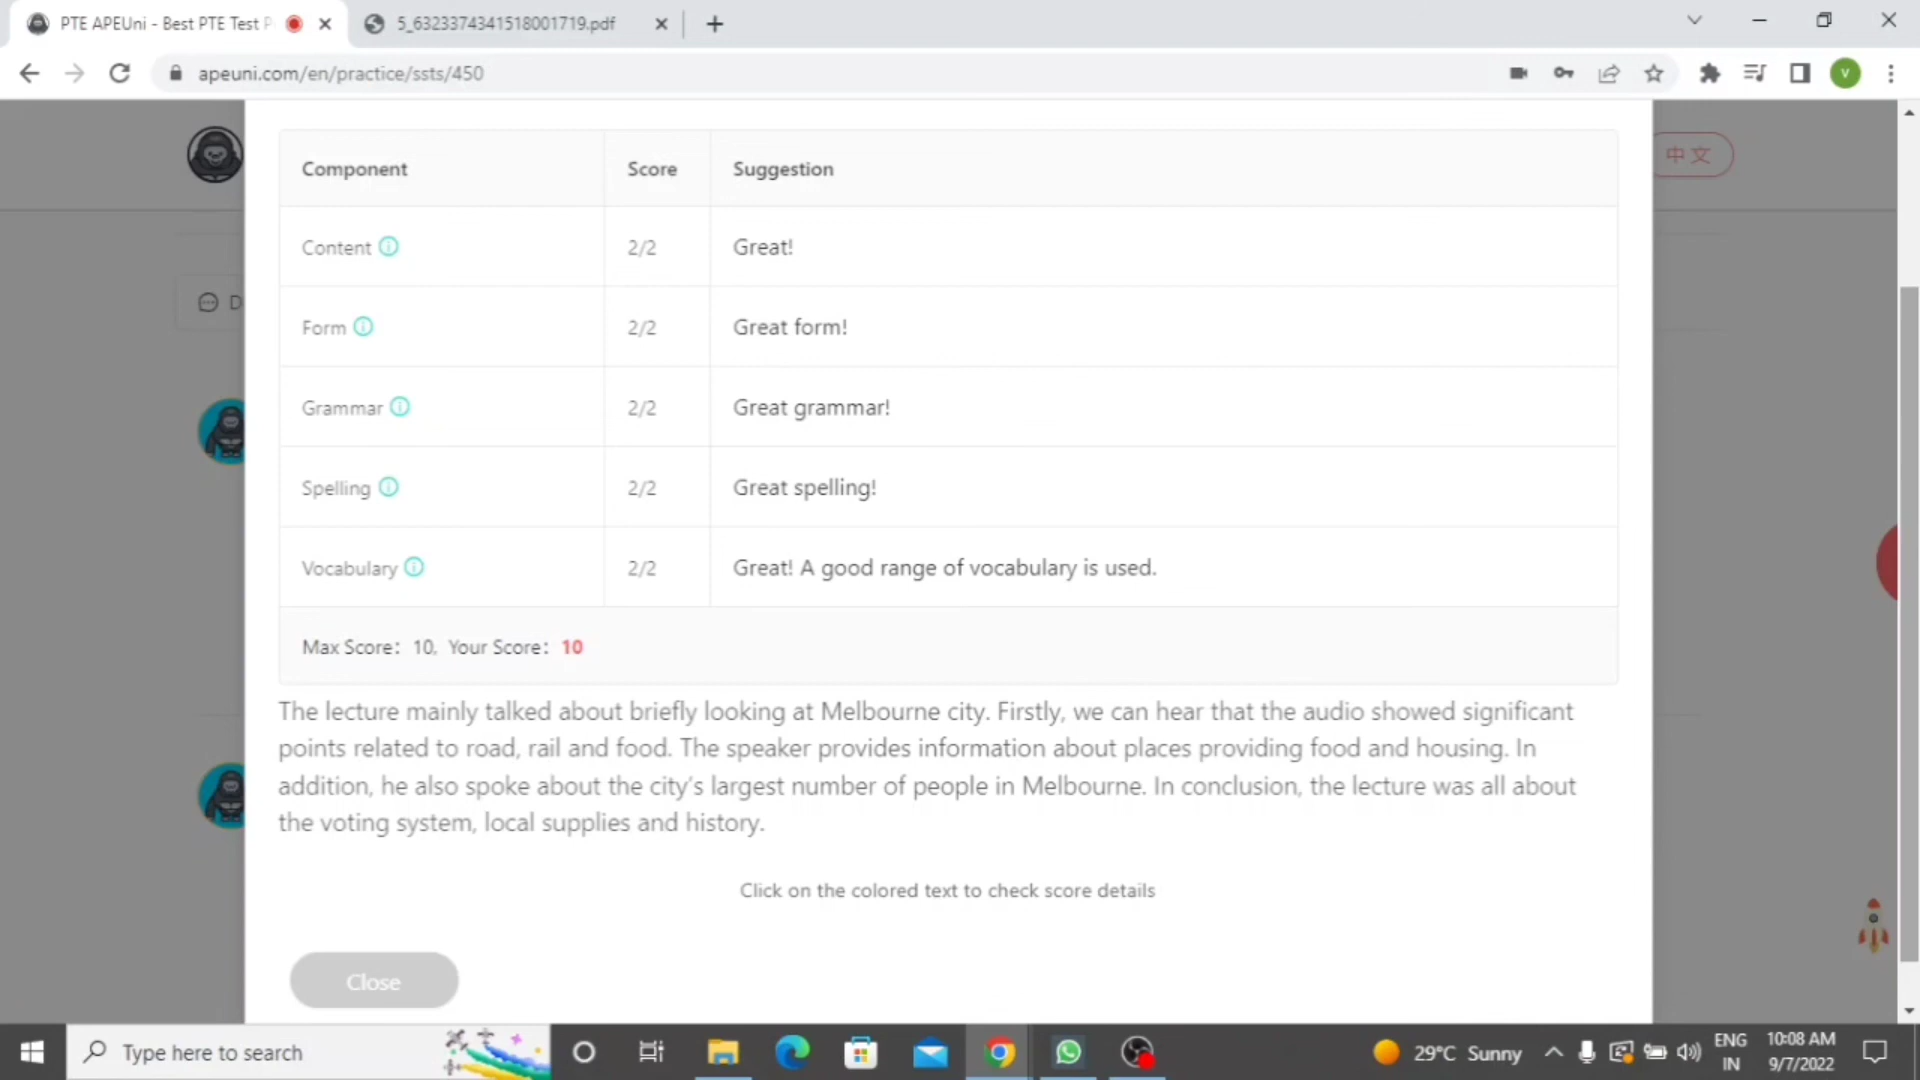 PTE APEUni - Best PTE Test P
5_6323374341518001719.pdf
apeuni.com/en/practice/ssts/450
V
中文
Component Score Suggestion
Content 2/2 Great!
Form 2/2 Great form!
Grammar 2/2 Great grammar!
Spelling 2/2 Great spelling!
Vocabulary 2/2 Great! A good range of vocabulary is used.
Max Score: 10, Your Score: 10
D
The lecture mainly talked about briefly looking at Melbourne city. Firstly, we can hear that the audio showed significant
points related to road, rail and food. The speaker provides information about places providing food and housing. In
addition, he also spoke about the city's largest number of people in Melbourne. In conclusion, the lecture was all about
the voting system, local supplies and history.
Click on the colored text to check score details
Close
Type here to search
29°C Sunny
ENG
IN
10:08 AM
9/7/2022